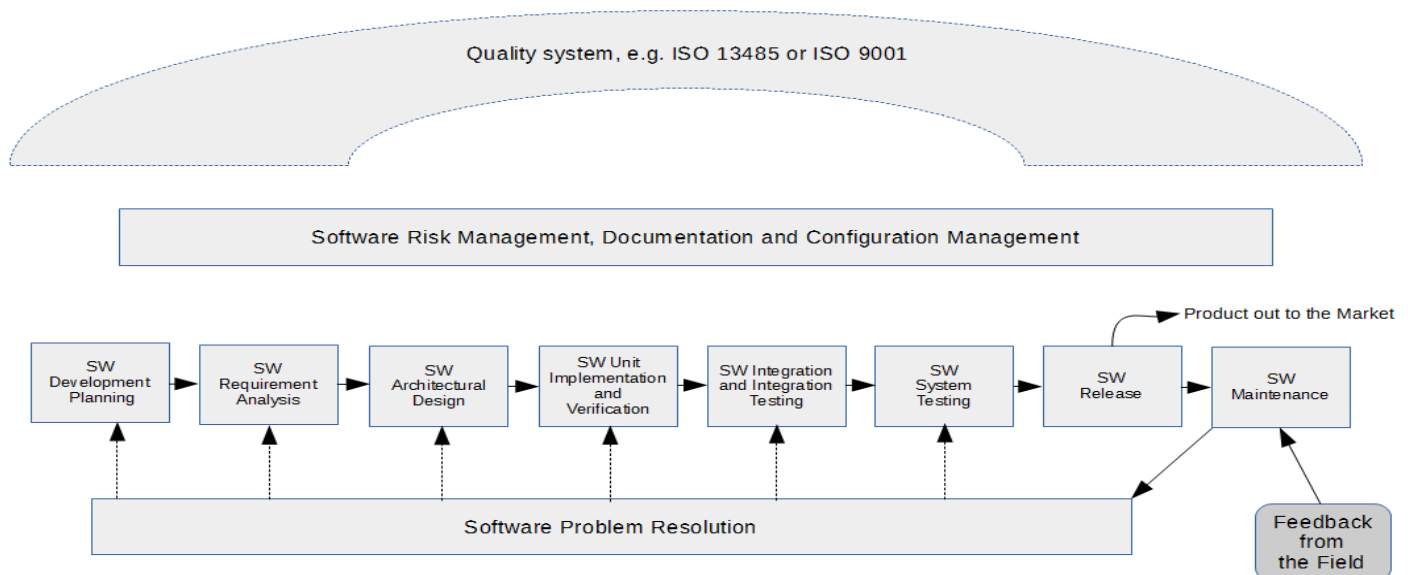 Quality system, e.g. ISO 13485 or ISO 9001
Software Risk Management, Documentation and Configuration Management
Product out to the Market
SW
Development
Planning
SW
Requirement
Analysis
SW
Architectural
Design
SW Unit
Implementation
and
Verification
SW Integration
and Integration
Testing
SW
System
Testing
SW
Release
SW
Maintenance
Software Problem Resolution
Feedback
from
the Field